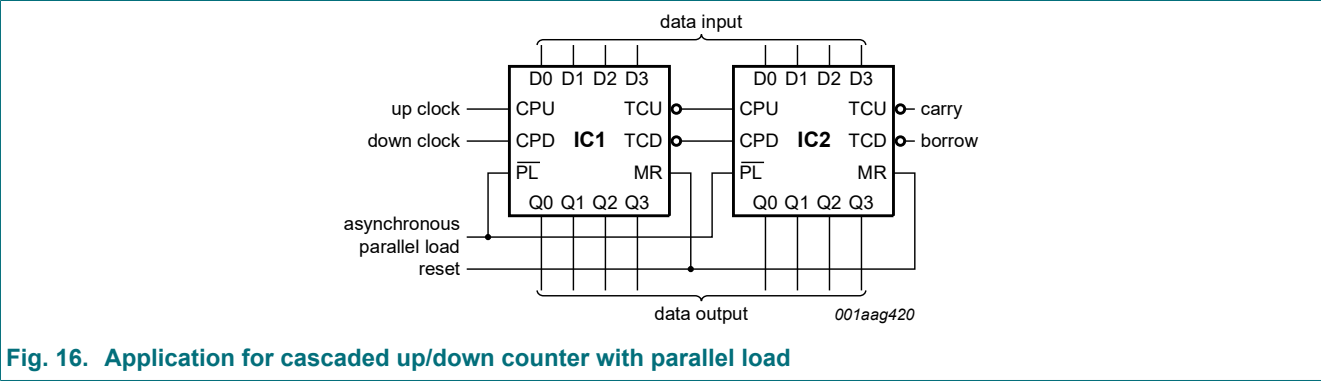 data input
D0 D1 D2 D3 D0 D1 D2 D3
up clock CPU TCU CPU TCU carry
down clock CPD IC1 TCD CPD IC2 TCD borrow
PL MR PL MR
Q0 Q1 Q2 Q3 Q0 Q1 Q2 Q3
asynchronous
parallel load
reset
data output 001aag420
Fig. 16. Application for cascaded up/down counter with parallel load